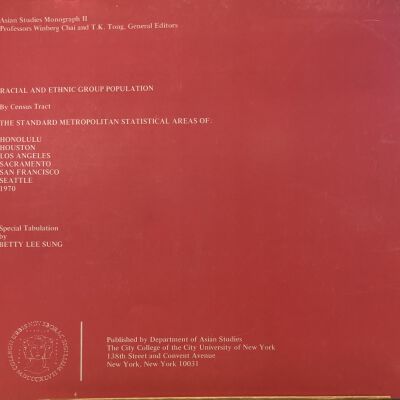 Asian Studies Monograph II
Professors Winberg Chai and T.K. Tong, General Editors
RACIAL AND ETHNIC GROUP POPULATION
By Census Tract
THE STANDARD METROPOLITAN STATISTICAL AREAS OF:
HONOLULU
HOUSTON
LOS ANGELES
SACRAMENTO
SAN FRANCISCO
SEATTLE
1970
Special Tabulation
by
BETTY LEE SUNG
Published by Department of Asian Studies
The City College of the City University of New York
138th Street and Convent Avenue
New York, New York 10031